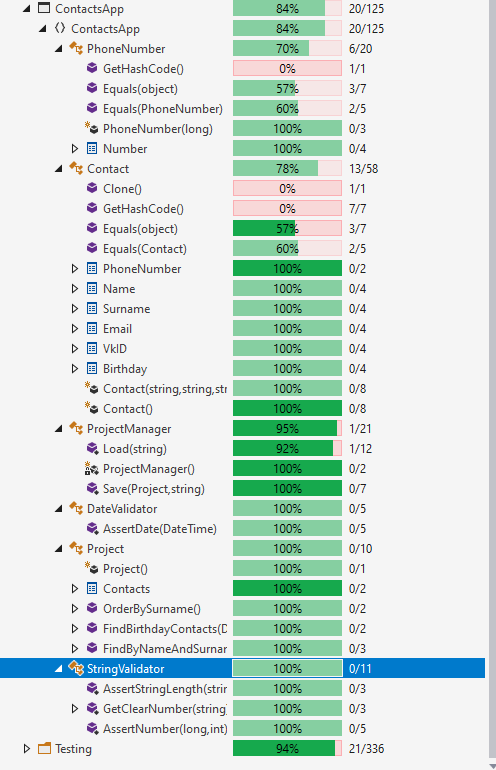 ContactsApp 84% 20/125
ContactsApp 84% 20/125
PhoneNumber 70% 6/20
GetHashCode() 0% 1/1
Equals(object) 57% 3/7
Equals(PhoneNumber) 60% 2/5
PhoneNumber(long) 100% 0/3
Number 100% 0/4
Contact 78% 13/58
Clone() 0% 1/1
GetHashCode() 0% 7/7
Equals(object) 57% 3/7
Equals(Contact) 60% 2/5
PhoneNumber 100% 0/2
Name 100% 0/4
Surname 100% 0/4
Email 100% 0/4
VkID 100% 0/4
Birthday 100% 0/4
Contact(string,string,str 100% 0/8
Contact() 100% 0/8
ProjectManager 95% 1/21
Load(string) 92% 1/12
ProjectManager() 100% 0/2
Save(Project,string) 100% 0/7
DateValidator 100% 0/5
AssertDate(DateTime) 100% 0/5
Project 100% 0/10
Project() 100% 0/1
Contacts 100% 0/2
OrderBySurname() 100% 0/2
FindBirthdayContacts(D 100% 0/2
FindByNameAndSurnar 100% 0/3
StringValidator 100% 0/11
AssertStringLength(strir 100% 0/3
GetClearNumber(string 100% 0/3
AssertNumber(long,int) 100% 0/5
Testing 94% 21/336